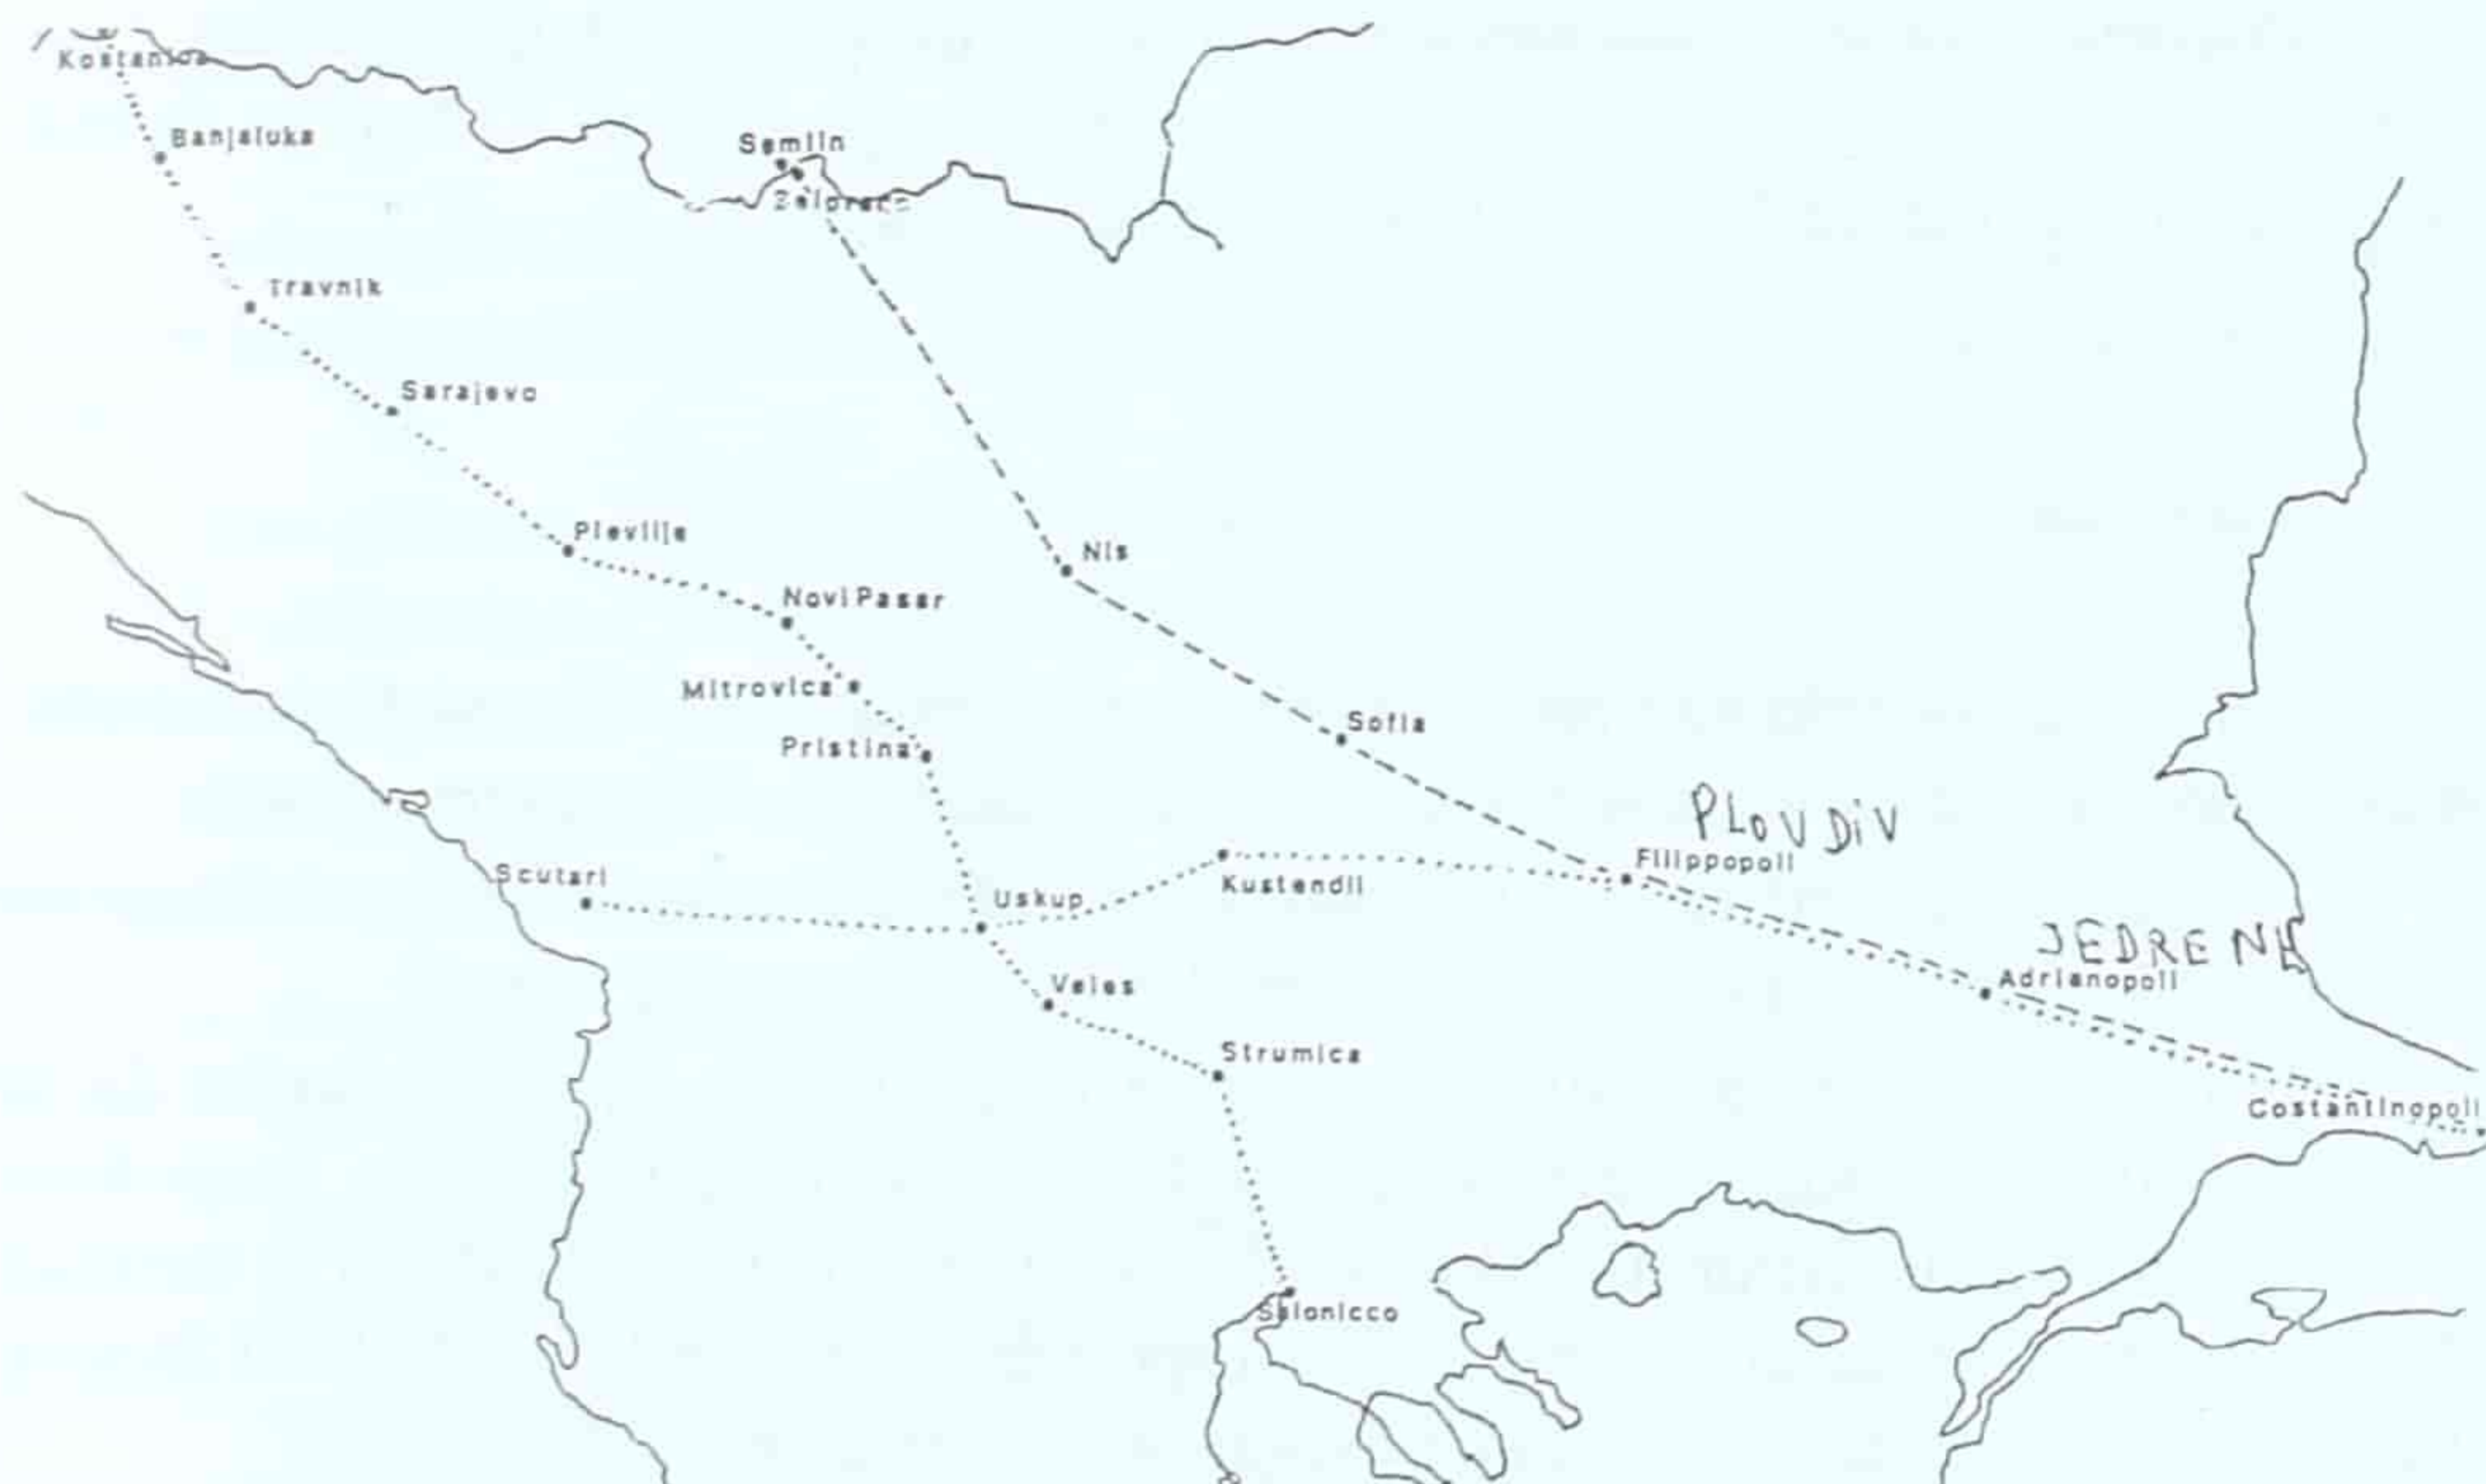 Kostanica
Banjaluka
Semlin
Travnik
Sarajevo
Plevilje
Nis
Novi Pasar
Mitrovica
Sofia
Pristina
PLOVDiV
Filippopoli
Scutari
Kustendil
Uskup
JEDRENE
Adrianopoli
Veles
Strumica
Costantinopoli
Salonicco